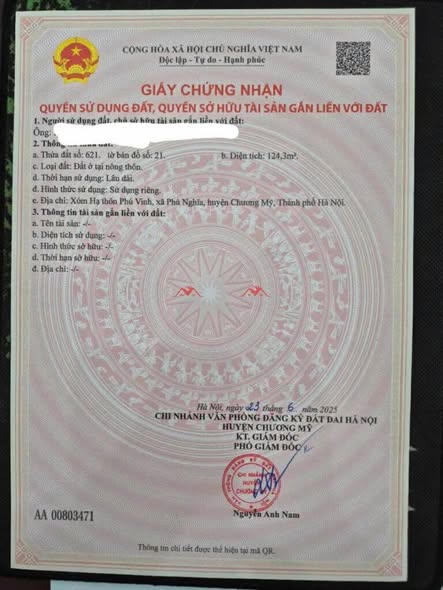 CỘNG HÒA XÃ HỘI CHỦ NGHĨA VIỆT NAM
Độc lập - Tự do - Hạnh phúc
GIẤY CHỨNG NHẬN
QUYỀN SỬ DỤNG ĐẤT, QUYỀN SỞ HỮU TÀI SẢN GẮN LIỀN VỚI ĐẤT
1. Người sử dụng đất, chủ sở hữu tài sản gắn liền với đất:
Ông:
2. Thông
a. Thửa đất số: 621. tờ bản đồ số: 21. b. Diện tích: 124,3m².
c. Loại đất: Đất ở tại nông thôn.
d. Thời hạn sử dụng: Lâu dài.
đ. Hình thức sử dụng: Sử dụng riêng.
e. Địa chỉ: Xóm Hạ thôn Phú Vinh, xã Phú Nghĩa, huyện Chương Mỹ, Thành phố Hà Nội.
3. Thông tin tài sản gắn liền với đất:
a. Tên tài sản: -/-
b. Diện tích sử dụng: -/-
c. Hình thức sở hữu: -/-
d. Thời hạn sở hữu: -/-
đ. Địa chỉ: -/-
Hà Nội, ngày 23 tháng 6 năm 2025
CHI NHÁNH VĂN PHÒNG ĐĂNG KÝ ĐẤT ĐAI HÀ NỘI
HUYỆN CHƯƠNG MỸ
KT. GIÁM ĐỐC
PHÓ GIÁM ĐỐC
CHI NHÁNH
HUYỆN
CHƯƠNG
Nguyễn Anh Nam
AA 00803471
Thông tin chi tiết được thể hiện tại mã QR.